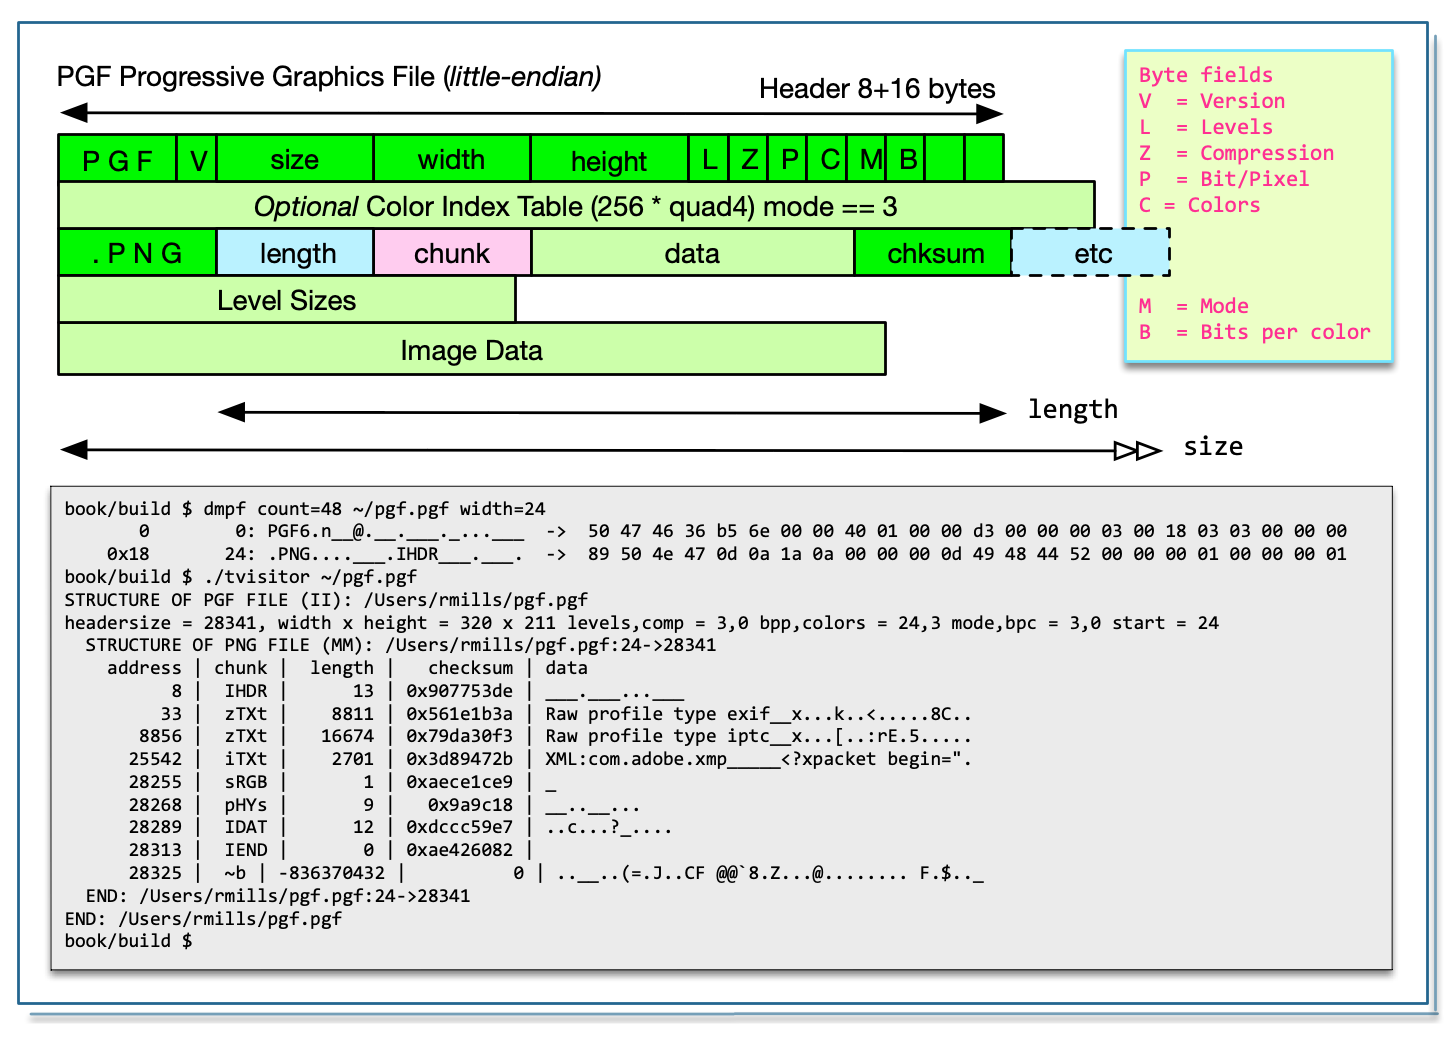 PGF Progressive Graphics File (little-endian)
Header 8+16 bytes
P G F V size width height L Z P C M B
Optional Color Index Table (256 * quad4) mode == 3
. P N G length chunk data chksum etc
Level Sizes
Image Data
length
size
Byte fields
V = Version
L = Levels
Z = Compression
P = Bit/Pixel
C = Colors
M = Mode
B = Bits per color
book/build $ dmpf count=48 ~/pgf.pgf width=24
0 0: PGF6.n__@.__.___._...___ -> 50 47 46 36 b5 6e 00 00 40 01 00 00 d3 00 00 00 03 00 18 03 03 00 00 00
0x18 24: .PNG....___.IHDR___.___. -> 89 50 4e 47 0d 0a 1a 0a 00 00 00 0d 49 48 44 52 00 00 00 01 00 00 00 01
book/build $ ./tvisitor ~/pgf.pgf
STRUCTURE OF PGF FILE (II): /Users/rmills/pgf.pgf
headersize = 28341, width x height = 320 x 211 levels,comp = 3,0 bpp,colors = 24,3 mode,bpc = 3,0 start = 24
STRUCTURE OF PNG FILE (MM): /Users/rmills/pgf.pgf:24->28341
address | chunk | length | checksum | data
8 | IHDR | 13 | 0x907753de | ___.___...___
33 | zTXt | 8811 | 0x561e1b3a | Raw profile type exif__x...k..<.....8C..
8856 | zTXt | 16674 | 0x79da30f3 | Raw profile type iptc__x...[..:rE.5.....
25542 | iTXt | 2701 | 0x3d89472b | XML:com.adobe.xmp_____<?xpacket begin=".
28255 | sRGB | 1 | 0xaece1ce9 | _
28268 | pHYs | 9 | 0x9a9c18 | __..__...
28289 | IDAT | 12 | 0xdccc59e7 | ..c...?_....
28313 | IEND | 0 | 0xae426082 |
28325 | ~b | -836370432 | 0 | ..__..(=.J..CF @@`8.Z...@........ F.$.._
END: /Users/rmills/pgf.pgf:24->28341
END: /Users/rmills/pgf.pgf
book/build $